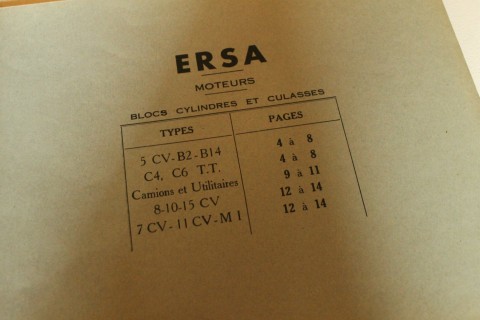 ERSA
MOTEURS
BLOCS CYLINDRES ET CULASSES
TYPES PAGES
5 CV-B2-B14 4 à 8
C4, C6 T.T. 4 à 8
Camions et Utilitaires 9 à 11
8-10-15 CV 12 à 14
7 CV-11 CV-M 1 12 à 14